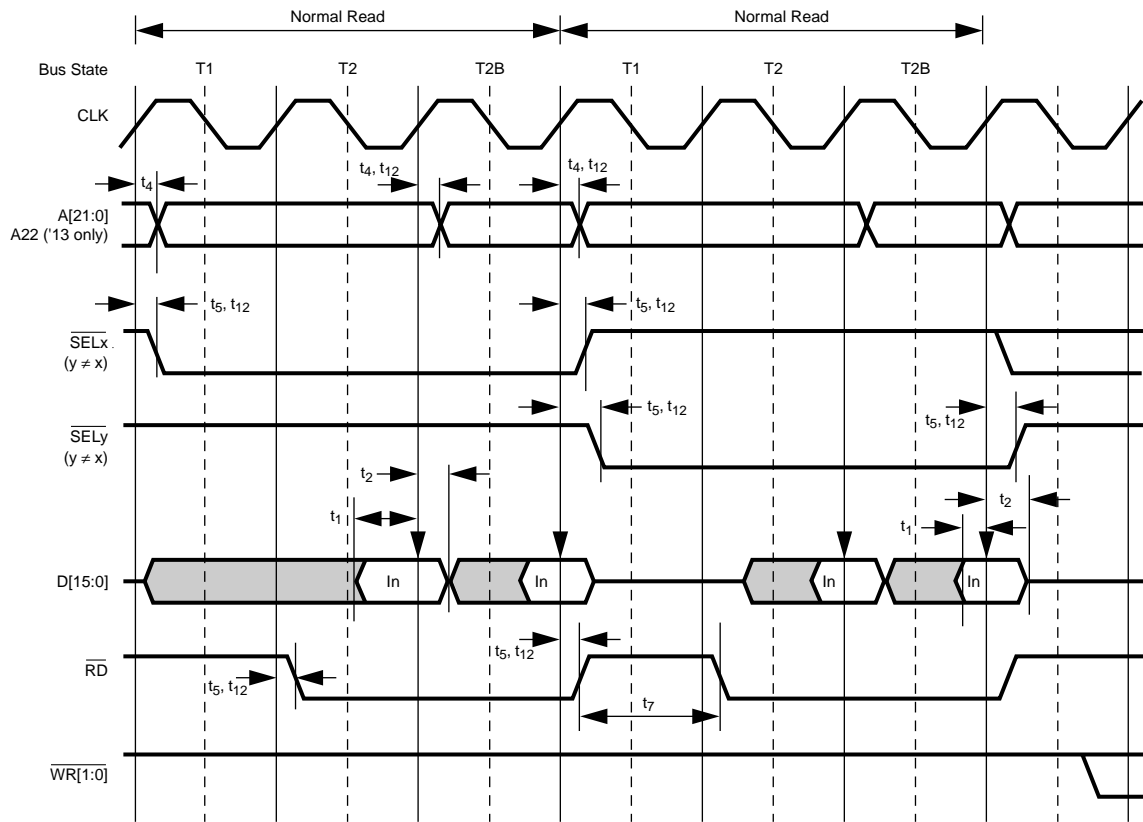 Normal Read Normal Read
Bus State T1 T2 T2B T1 T2 T2B
CLK
t4, t12 t4, t12
t4
A[21:0]
A22 ('13 only)
t5, t12 t5, t12
SELx
(y ≠ x)
t5, t12 t5, t12
SELy
(y ≠ x)
t2 t2
t1 t1
D[15:0] In In In In
t5, t12
RD
t5, t12
t7
WR[1:0]